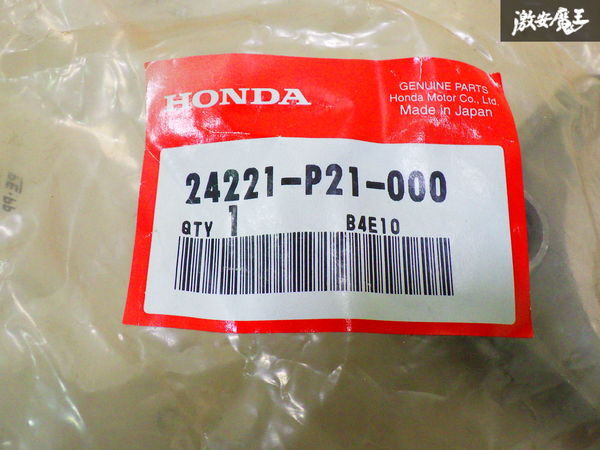 激安魔王
HONDA
GENUINE PARTS
Honda Motor Co., Ltd.
Made in Japan
24221-P21-000
QTY 1 B4E10